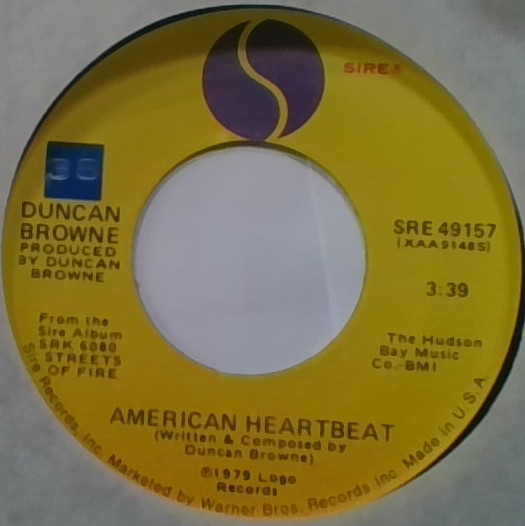 SIRE
38
DUNCAN
BROWNE
PRODUCED
BY DUNCAN
BROWNE
SRE 49157
(XAA9148S)
3:39
From the
Sire Album
SRK 6080
STREETS
OF FIRE
The Hudson
Bay Music
Co.-BMI
AMERICAN HEARTBEAT
(Written & Composed by
Duncan Browne)
℗1979 Logo
Records
Sire Records, Inc. Marketed by Warner Bros. Records Inc. Made in U.S.A